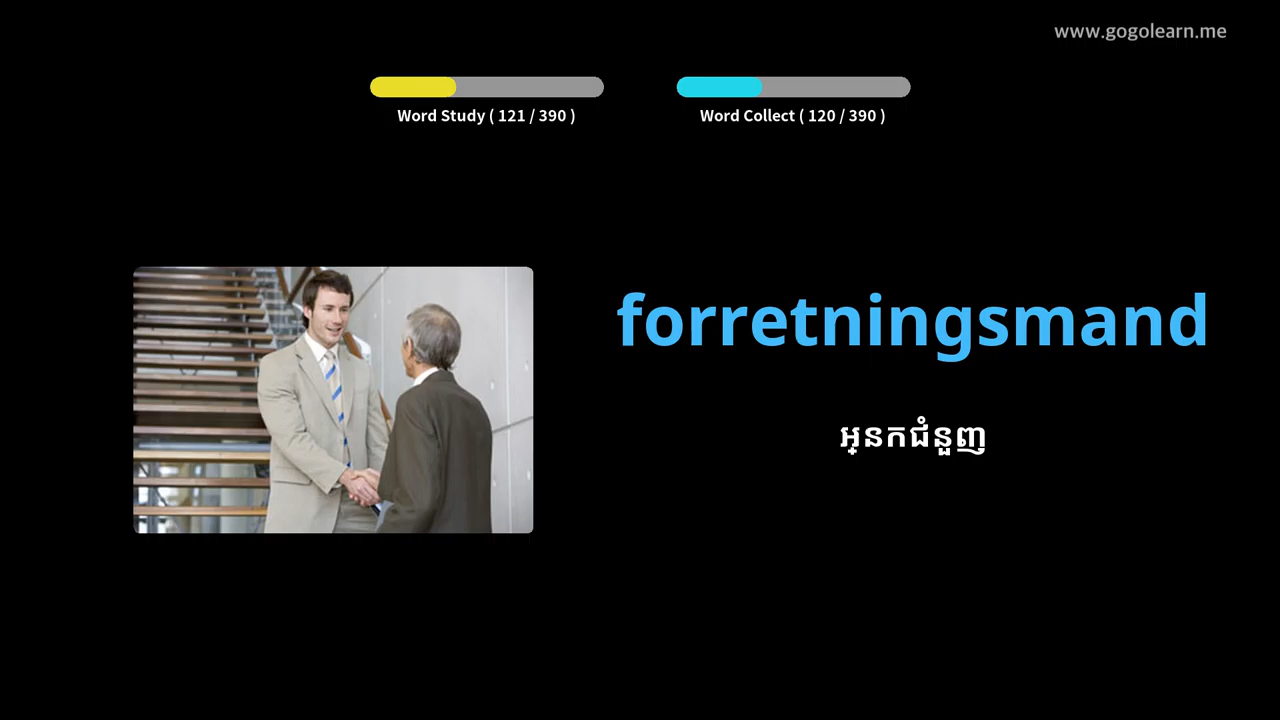 www.gogolearn.me
Word Study ( 121 / 390 )
Word Collect ( 120 / 390 )
forretningsmand
អ្នកជំនួញ